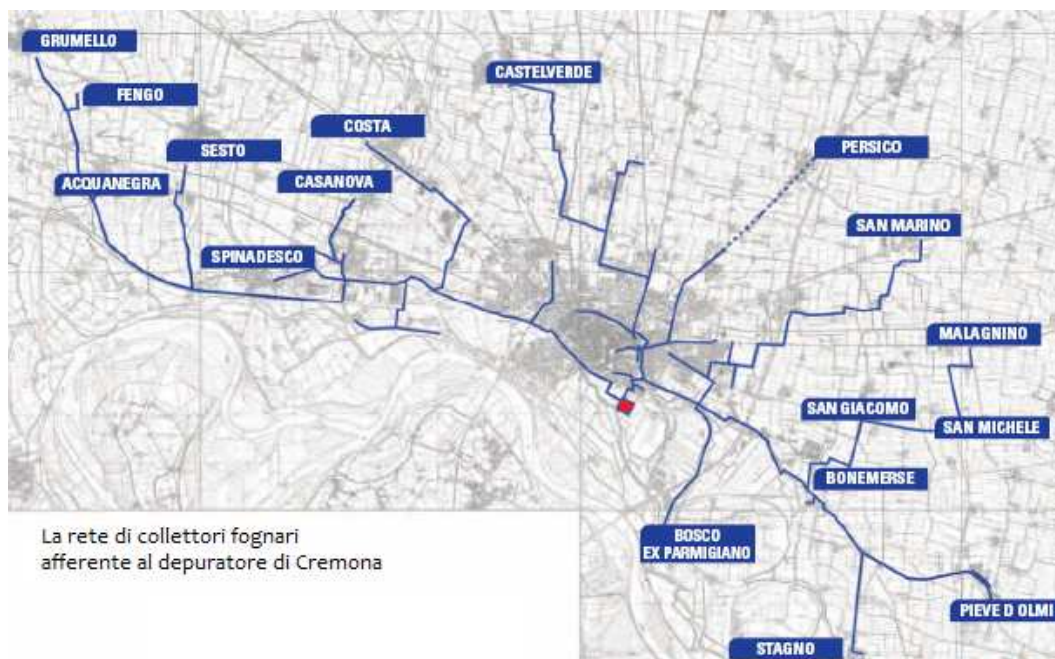 GRUMELLO
CASTELVERDE
FENGO
COSTA
PERSICO
SESTO
ACQUANEGRA
CASANOVA
SAN MARINO
SPINADESCO
MALAGNINO
SAN GIACOMO
SAN MICHELE
BONEMERSE
BOSCO
EX PARMIGIANO
La rete di collettori fognari
afferente al depuratore di Cremona
PIEVE D OLMI
STAGNO